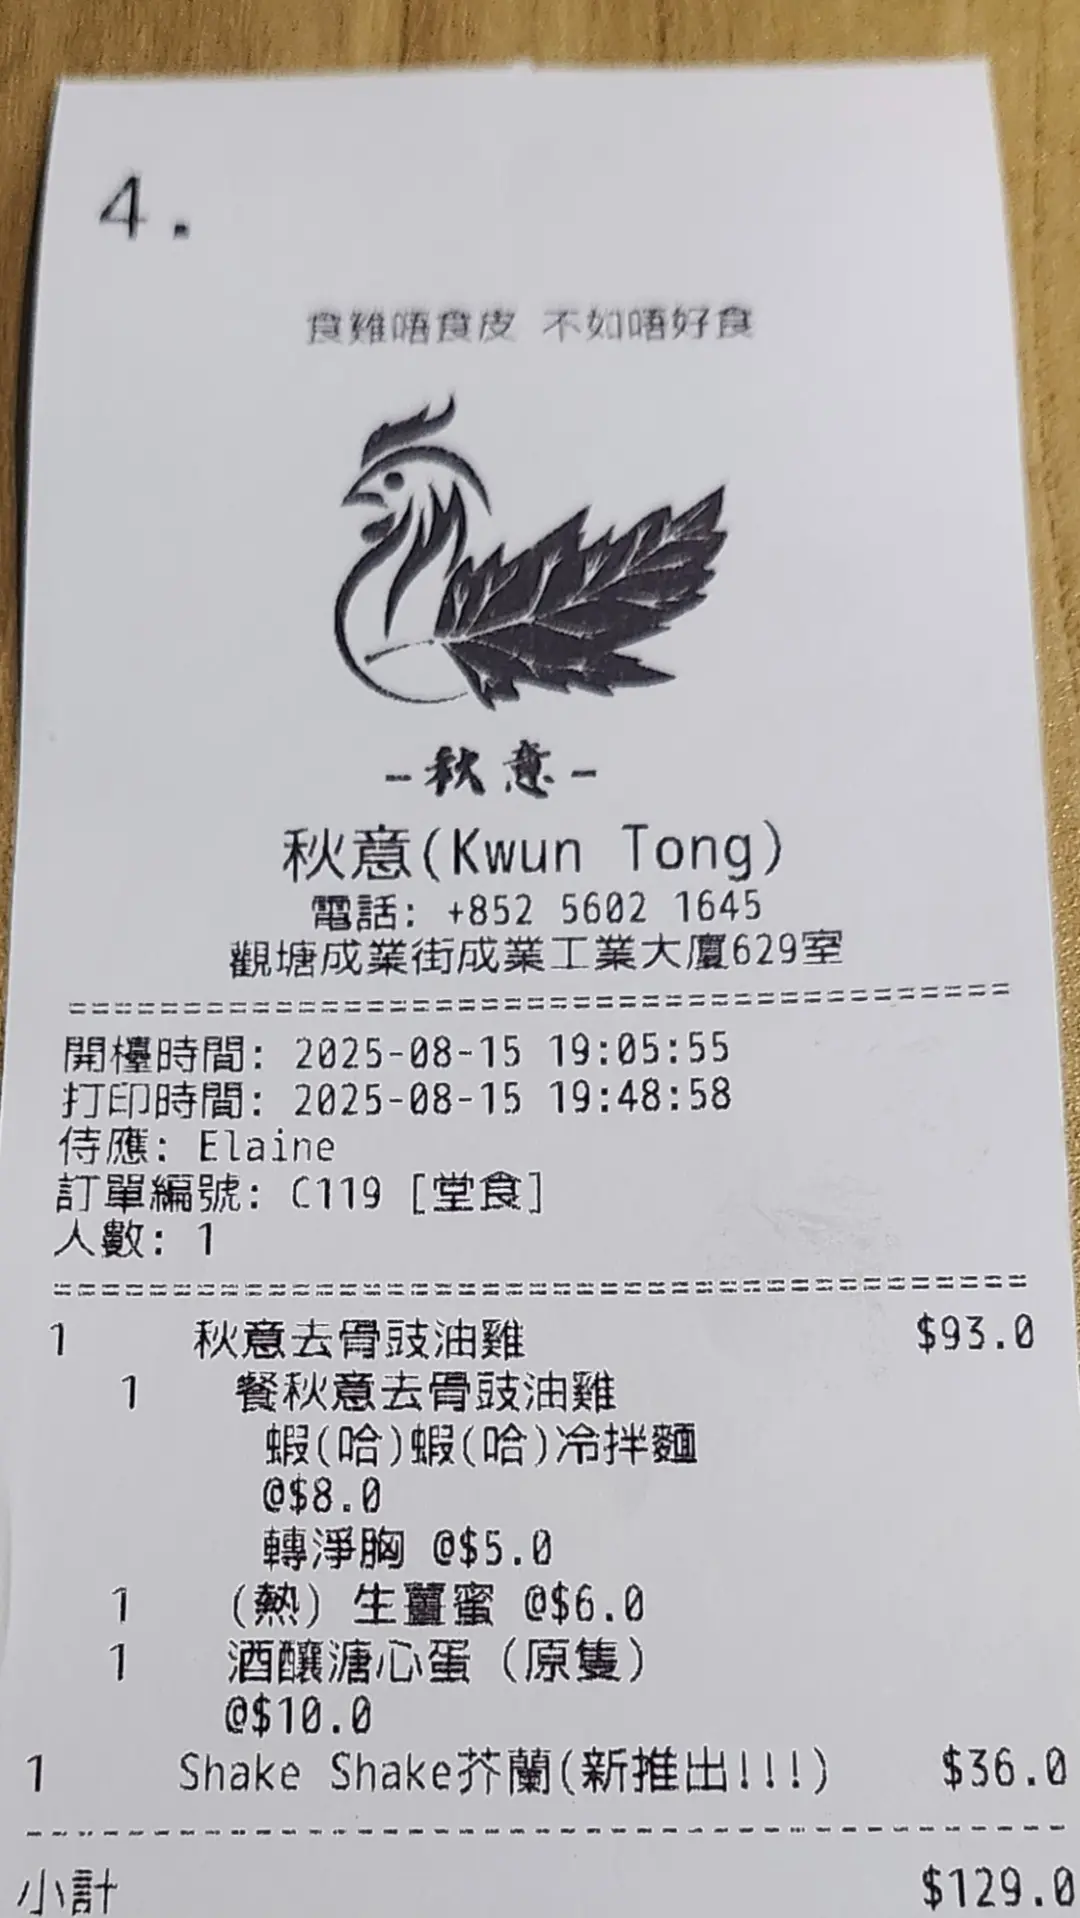 4.
食雞唔食皮 不如唔好食
-秋意-
秋意(Kwun Tong)
電話: +852 5602 1645
觀塘成業街成業工業大廈629室
開檯時間: 2025-08-15 19:05:55
打印時間: 2025-08-15 19:48:58
侍應: Elaine
訂單編號: C119 [堂食]
人數: 1
1 秋意去骨豉油雞 $93.0
1 餐秋意去骨豉油雞
蝦(哈)蝦(哈)冷拌麵
@$8.0
轉淨胸 @$5.0
1 (熱) 生薑蜜 @$6.0
1 酒釀溏心蛋 (原隻)
@$10.0
1 Shake Shake芥蘭(新推出!!!) $36.0
小計 $129.0